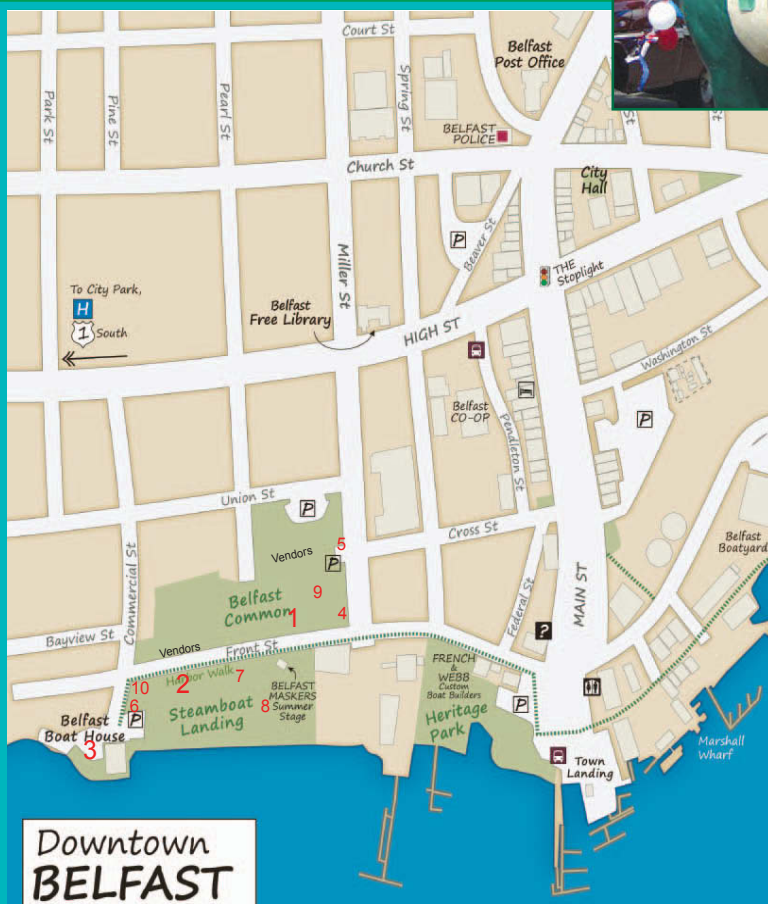 Court St
Belfast
Post Office
Park St
Pine St
Pearl St
Spring St
St
St
BELFAST
POLICE
Church St
City
Hall
P
Beaver St
Miller St
THE
Stoplight
To City Park,
H
1 South
Belfast
Free Library
HIGH ST
Washington St
Belfast
CO-OP
Pendleton St
P
Union St
P
Cross St
Belfast
Boatyard
Vendors
5
P
Commercial St
9
Belfast
Common
1
4
Federal St
MAIN ST
?
Bayview St
Vendors
Front St
Harbor Walk
10
2
7
6
P
BELFAST
MASKERS
Summer
Stage
8
Steamboat
Landing
FRENCH
&
WEBB
Custom
Boat Builders
Heritage
Park
P
Belfast
Boat House
3
Marshall
Wharf
Town
Landing
Downtown
BELFAST